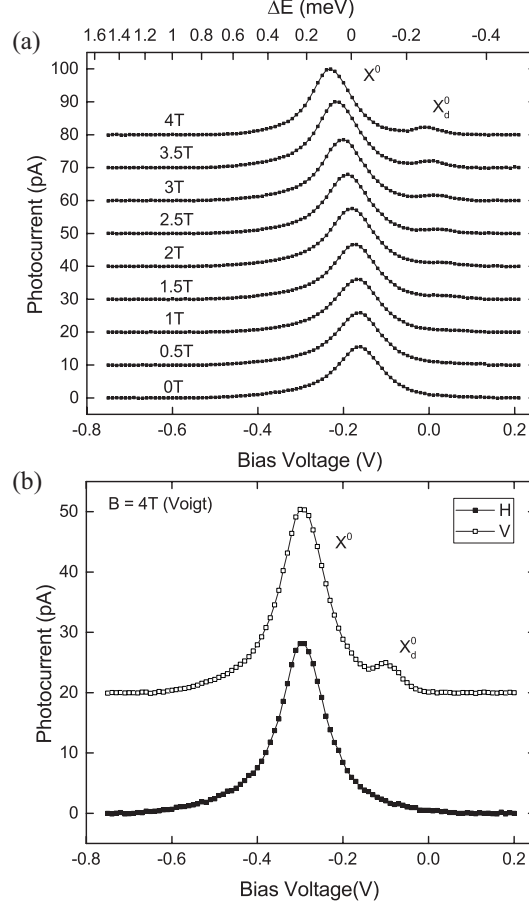 ΔE (meV)
(a)
1.6 1.4 1.2 1 0.8 0.6 0.4 0.2 0 -0.2 -0.4
100
90
80
70
60
50
40
30
20
10
0
Photocurrent (pA)
X⁰
X⁰d
4T
3.5T
3T
2.5T
2T
1.5T
1T
0.5T
0T
-0.8 -0.6 -0.4 -0.2 0.0 0.2
Bias Voltage (V)
(b)
B = 4T (Voigt)
H
V
50
40
30
20
10
0
Photocurrent (pA)
X⁰
X⁰d
-0.8 -0.6 -0.4 -0.2 0.0 0.2
Bias Voltage(V)